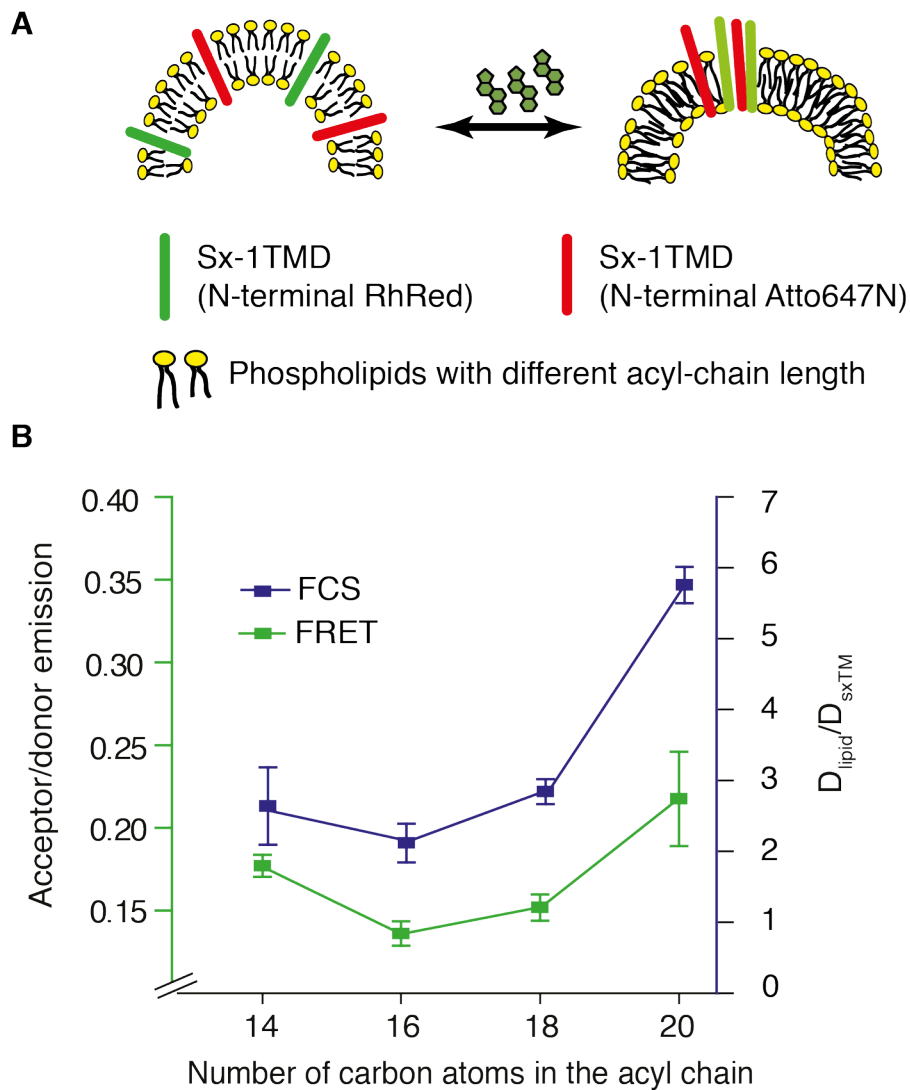 A
Sx-1TMD
(N-terminal RhRed)
Sx-1TMD
(N-terminal Atto647N)
Phospholipids with different acyl-chain length
B
Acceptor/donor emission
0.40
0.35
0.30
0.25
0.20
0.15
FCS
FRET
7
6
5
4
3
2
1
0
D_lipid/D_sxTM
14 16 18 20
Number of carbon atoms in the acyl chain